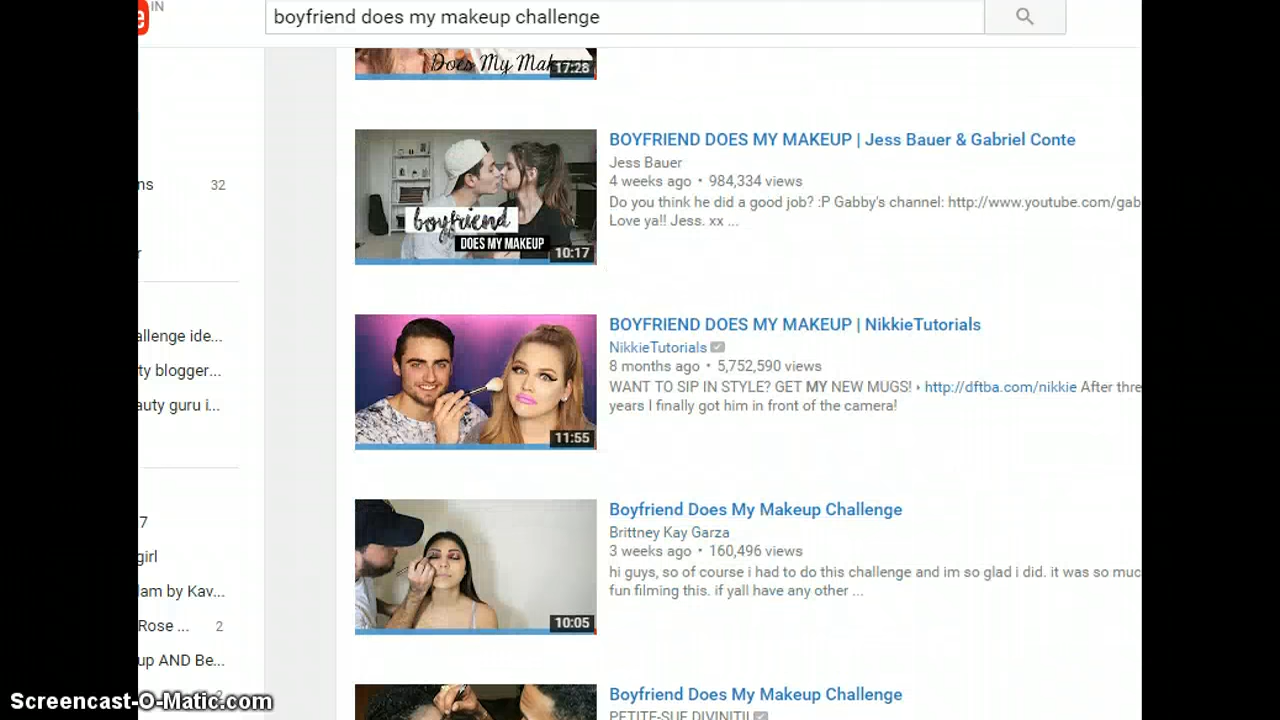 e IN
boyfriend does my makeup challenge
Does My Mak
17:28
BOYFRIEND DOES MY MAKEUP | Jess Bauer & Gabriel Conte
Jess Bauer
4 weeks ago • 984,334 views
Do you think he did a good job? :P Gabby's channel: http://www.youtube.com/gab
Love ya!! Jess. xx ...
boyfriend
DOES MY MAKEUP
10:17
ns 32
r
BOYFRIEND DOES MY MAKEUP | NikkieTutorials
NikkieTutorials
8 months ago • 5,752,590 views
WANT TO SIP IN STYLE? GET MY NEW MUGS! › http://dftba.com/nikkie After thre
years I finally got him in front of the camera!
11:55
allenge ide...
ty blogger...
auty guru i...
Boyfriend Does My Makeup Challenge
Brittney Kay Garza
3 weeks ago • 160,496 views
hi guys, so of course i had to do this challenge and im so glad i did. it was so muc
fun filming this. if yall have any other ...
10:05
7
girl
lam by Kav...
Rose ... 2
up AND Be...
Boyfriend Does My Makeup Challenge
PETITE-SUE DIVINITII
Screencast-O-Matic.com